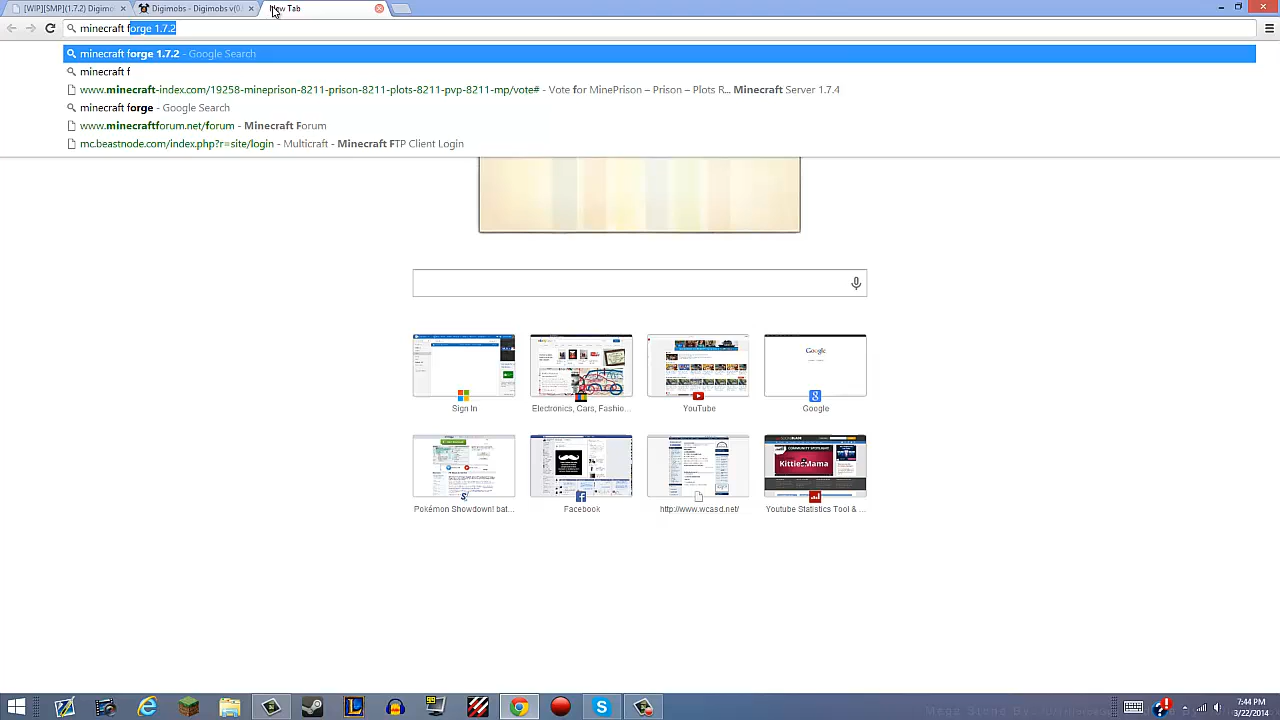 [WIP][SMP](1.7.2) Digimo
Digimobs - Digimobs v(0.
New Tab
minecraft forge 1.7.2
minecraft forge 1.7.2 - Google Search
minecraft f
www.minecraft-index.com/19258-mineprison-8211-prison-8211-plots-8211-pvp-8211-mp/vote# - Vote for MinePrison – Prison – Plots R... Minecraft Server 1.7.4
minecraft forge - Google Search
www.minecraftforum.net/forum - Minecraft Forum
mc.beastnode.com/index.php?r=site/login - Multicraft - Minecraft FTP Client Login
Google
COMMUNITY SPOTLIGHT
KittiesMama
Sign In
Electronics, Cars, Fashio...
YouTube
Google
Pokémon Showdown! bat...
Facebook
http://www.wcasd.net/
Youtube Statistics Tool & ...
7:44 PM
3/22/2014